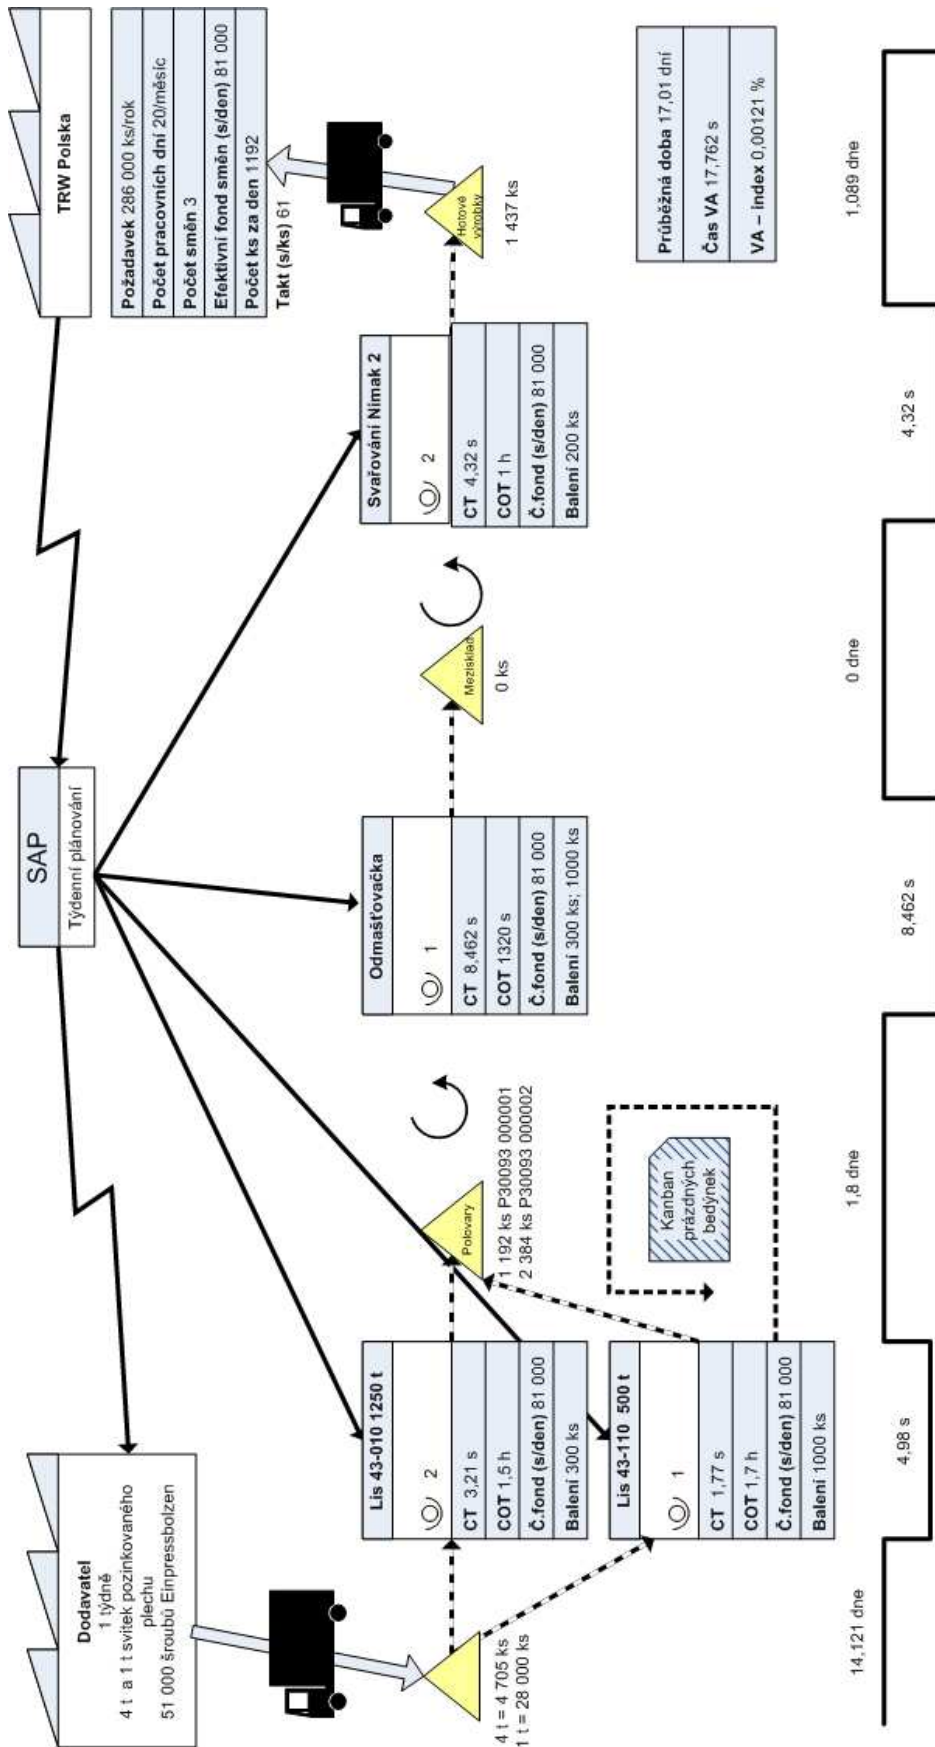 Dodavatel
1 týdně
4 t a 1 t svitek pozinkovaného
plechu
51 000 šroubů Einpressbolzen
SAP
Týdenní plánování
TRW Polska
Požadavek 286 000 ks/rok
Počet pracovních dní 20/měsíc
Počet směn 3
Efektivní fond směn (s/den) 81 000
Počet ks za den 1192
Takt (s/ks) 61
4 t = 4 705 ks
1 t = 28 000 ks
Lis 43-010 1250 t
2
CT 3,21 s
COT 1,5 h
Č.fond (s/den) 81 000
Balení 300 ks
Lis 43-110 500 t
1
CT 1,77 s
COT 1,7 h
Č.fond (s/den) 81 000
Balení 1000 ks
Polovary
1 192 ks P30093 000001
2 384 ks P30093 000002
Kanban
prázdných
bedýnek
Odmašťovačka
1
CT 8,462 s
COT 1320 s
Č.fond (s/den) 81 000
Balení 300 ks; 1000 ks
Mezisklad
0 ks
Svařování Nimak 2
2
CT 4,32 s
COT 1 h
Č.fond (s/den) 81 000
Balení 200 ks
Hotové
výrobky
1 437 ks
Průběžná doba 17,01 dní
Čas VA 17,762 s
VA – index 0,00121 %
14,121 dne
4,98 s
1,8 dne
8,462 s
0 dne
4,32 s
1,089 dne